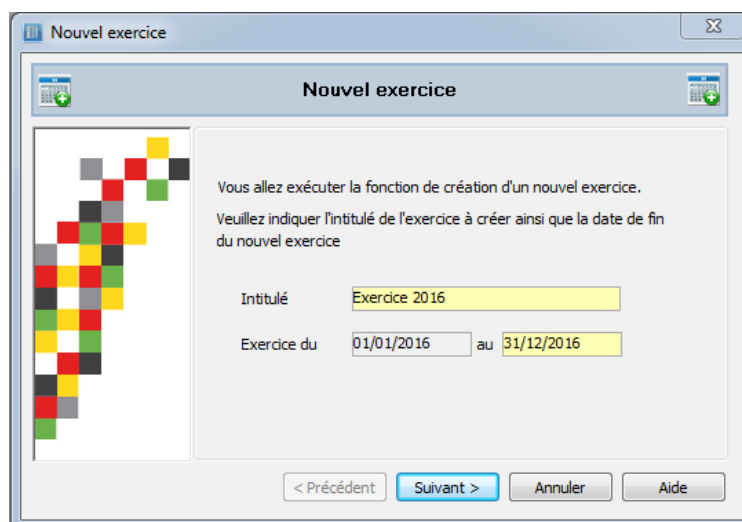 Nouvel exercice
Nouvel exercice
Vous allez exécuter la fonction de création d'un nouvel exercice.
Veuillez indiquer l'intitulé de l'exercice à créer ainsi que la date de fin
du nouvel exercice
Intitulé Exercice 2016
Exercice du 01/01/2016 au 31/12/2016
< Précédent Suivant > Annuler Aide